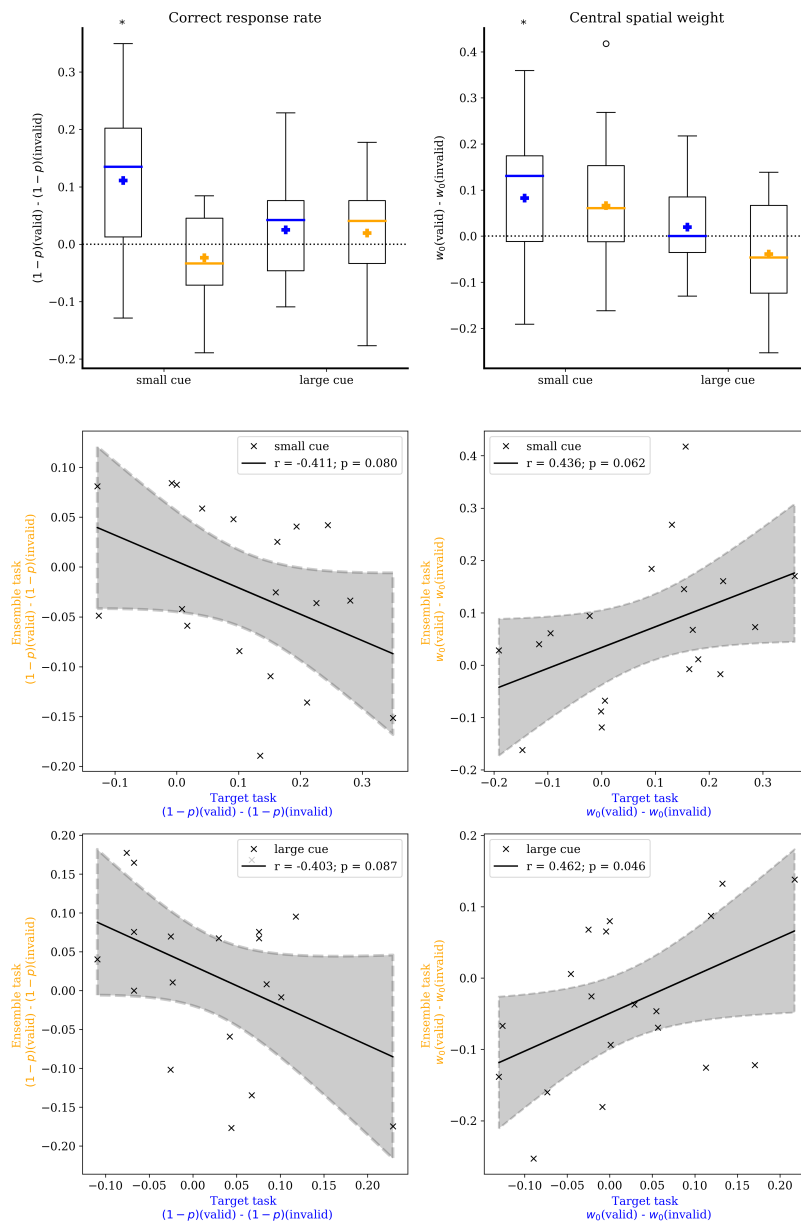 Correct response rate
*
(1 − p)(valid) - (1 − p)(invalid)
0.3
0.2
0.1
0.0
−0.1
−0.2
small cue
large cue
Central spatial weight
*
w₀(valid) - w₀(invalid)
0.4
0.3
0.2
0.1
0.0
−0.1
−0.2
small cue
large cue
small cue
r = -0.411; p = 0.080
Ensemble task
(1 − p)(valid) - (1 − p)(invalid)
0.10
0.05
0.00
−0.05
−0.10
−0.15
−0.20
−0.1
0.0
0.1
0.2
0.3
Target task
(1 − p)(valid) - (1 − p)(invalid)
small cue
r = 0.436; p = 0.062
Ensemble task
w₀(valid) - w₀(invalid)
0.4
0.3
0.2
0.1
0.0
−0.1
−0.2
−0.2
−0.1
0.0
0.1
0.2
0.3
Target task
w₀(valid) - w₀(invalid)
large cue
r = -0.403; p = 0.087
Ensemble task
(1 − p)(valid) - (1 − p)(invalid)
0.20
0.15
0.10
0.05
0.00
−0.05
−0.10
−0.15
−0.20
−0.10
−0.05
0.00
0.05
0.10
0.15
0.20
Target task
(1 − p)(valid) - (1 − p)(invalid)
large cue
r = 0.462; p = 0.046
Ensemble task
w₀(valid) - w₀(invalid)
0.2
0.1
0.0
−0.1
−0.2
−0.10
−0.05
0.00
0.05
0.10
0.15
0.20
Target task
w₀(valid) - w₀(invalid)